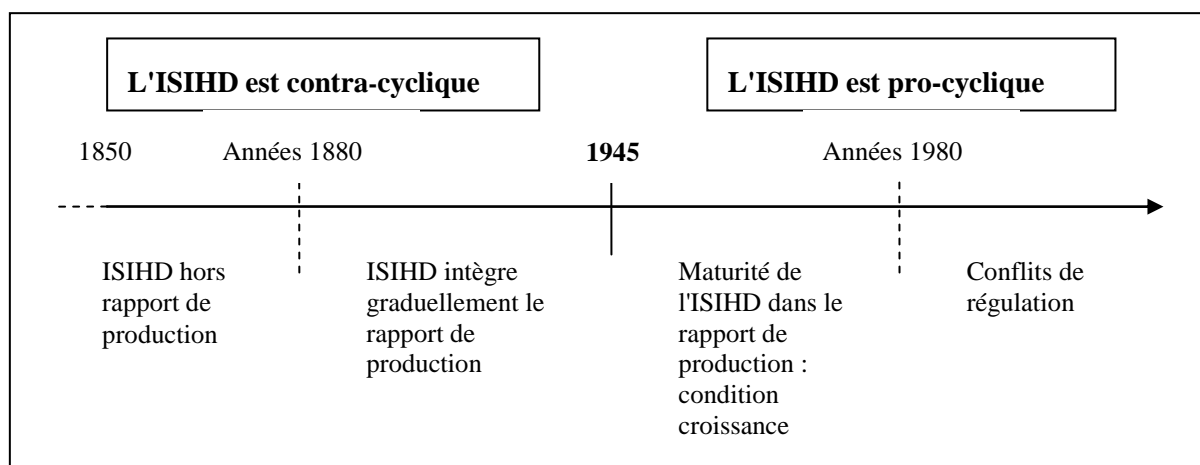 L'ISIHD est contra-cyclique
L'ISIHD est pro-cyclique
1850
Années 1880
1945
Années 1980
ISIHD hors
rapport de
production
ISIHD intègre
graduellement le
rapport de
production
Maturité de
l'ISIHD dans le
rapport de
production :
condition
croissance
Conflits de
régulation